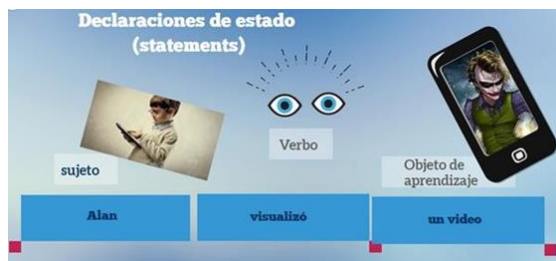 Declaraciones de estado
(statements)
Verbo
sujeto
Objeto de
aprendizaje
Alan
visualizó
un video